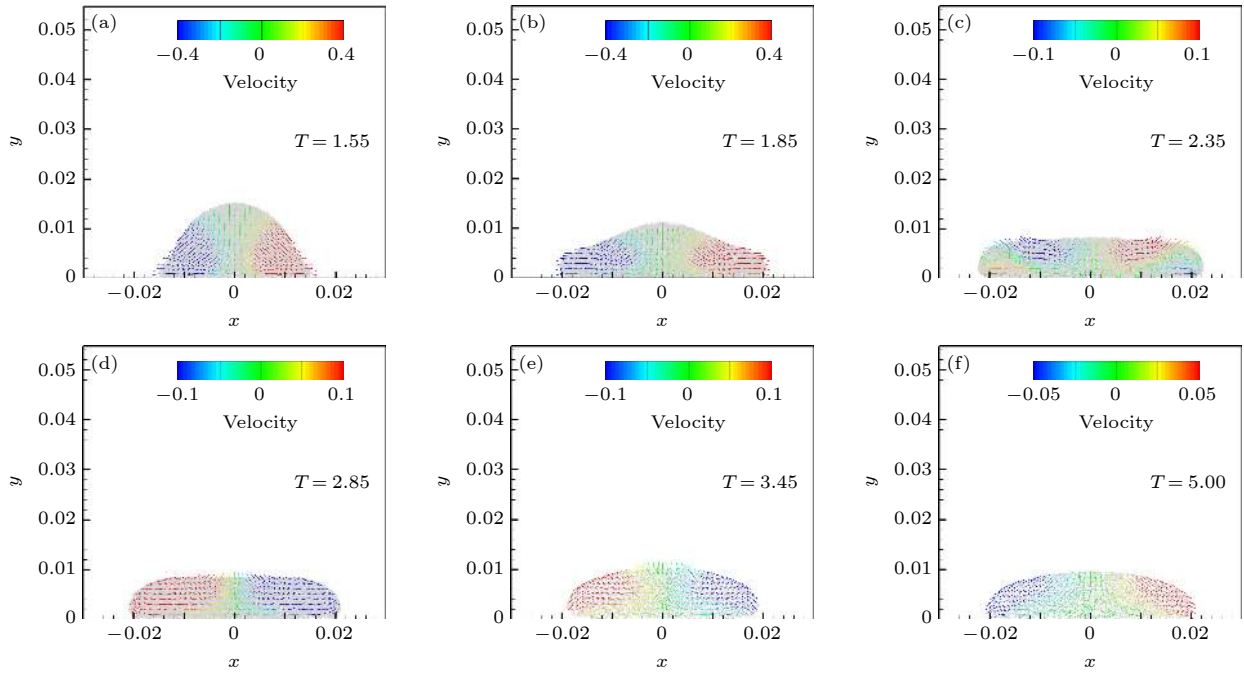 (a)
−0.4 0 0.4
Velocity
T = 1.55
0.05
0.04
0.03
0.02
0.01
0
y
−0.02 0 0.02
x
(b)
−0.4 0 0.4
Velocity
T = 1.85
0.05
0.04
0.03
0.02
0.01
0
y
−0.02 0 0.02
x
(c)
−0.1 0 0.1
Velocity
T = 2.35
0.05
0.04
0.03
0.02
0.01
0
y
−0.02 0 0.02
x
(d)
−0.1 0 0.1
Velocity
T = 2.85
0.05
0.04
0.03
0.02
0.01
0
y
−0.02 0 0.02
x
(e)
−0.1 0 0.1
Velocity
T = 3.45
0.05
0.04
0.03
0.02
0.01
0
y
−0.02 0 0.02
x
(f)
−0.05 0 0.05
Velocity
T = 5.00
0.05
0.04
0.03
0.02
0.01
0
y
−0.02 0 0.02
x